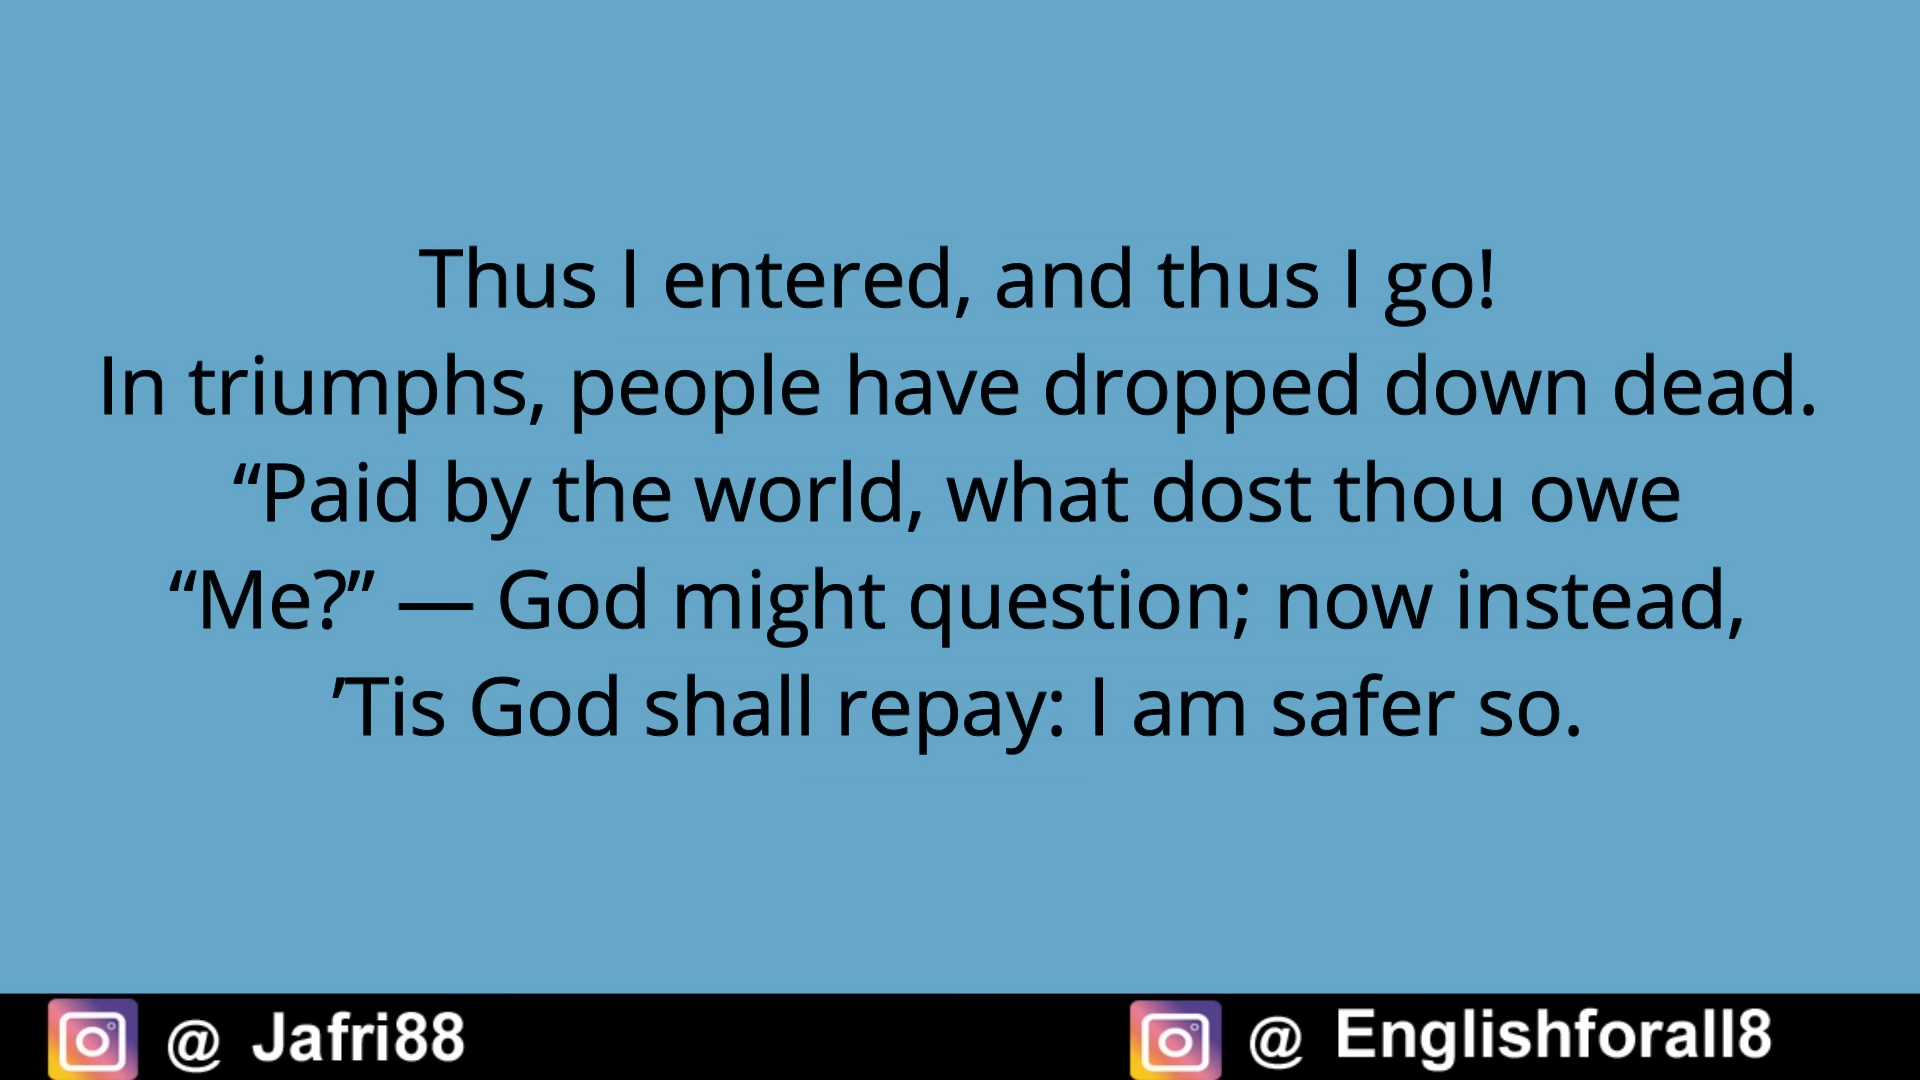 Thus I entered, and thus I go!
In triumphs, people have dropped down dead.
“Paid by the world, what dost thou owe
“Me?” — God might question; now instead,
’Tis God shall repay: I am safer so.
@ Jafri88
@ Englishforall8